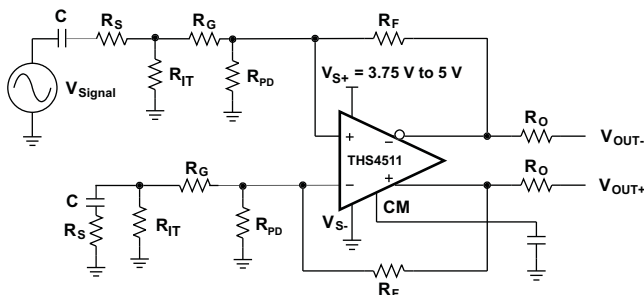 C
R_S
R_G
R_F
V_Signal
R_IT
R_PD
V_S+ = 3.75 V to 5 V
R_O
V_OUT-
+
−
THS4511
−
+
R_O
V_OUT+
R_G
C
R_S
R_IT
R_PD
V_S-
CM
R_F